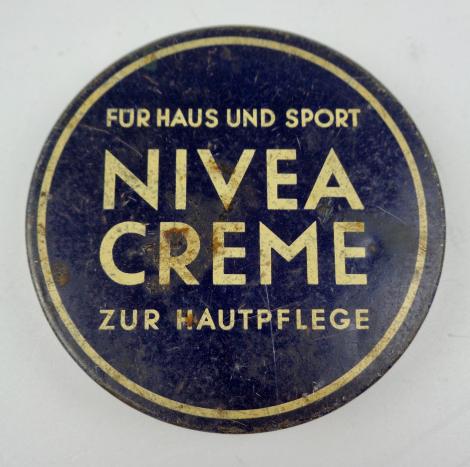 FÜR HAUS UND SPORT
NIVEA
CREME
ZUR HAUTPFLEGE